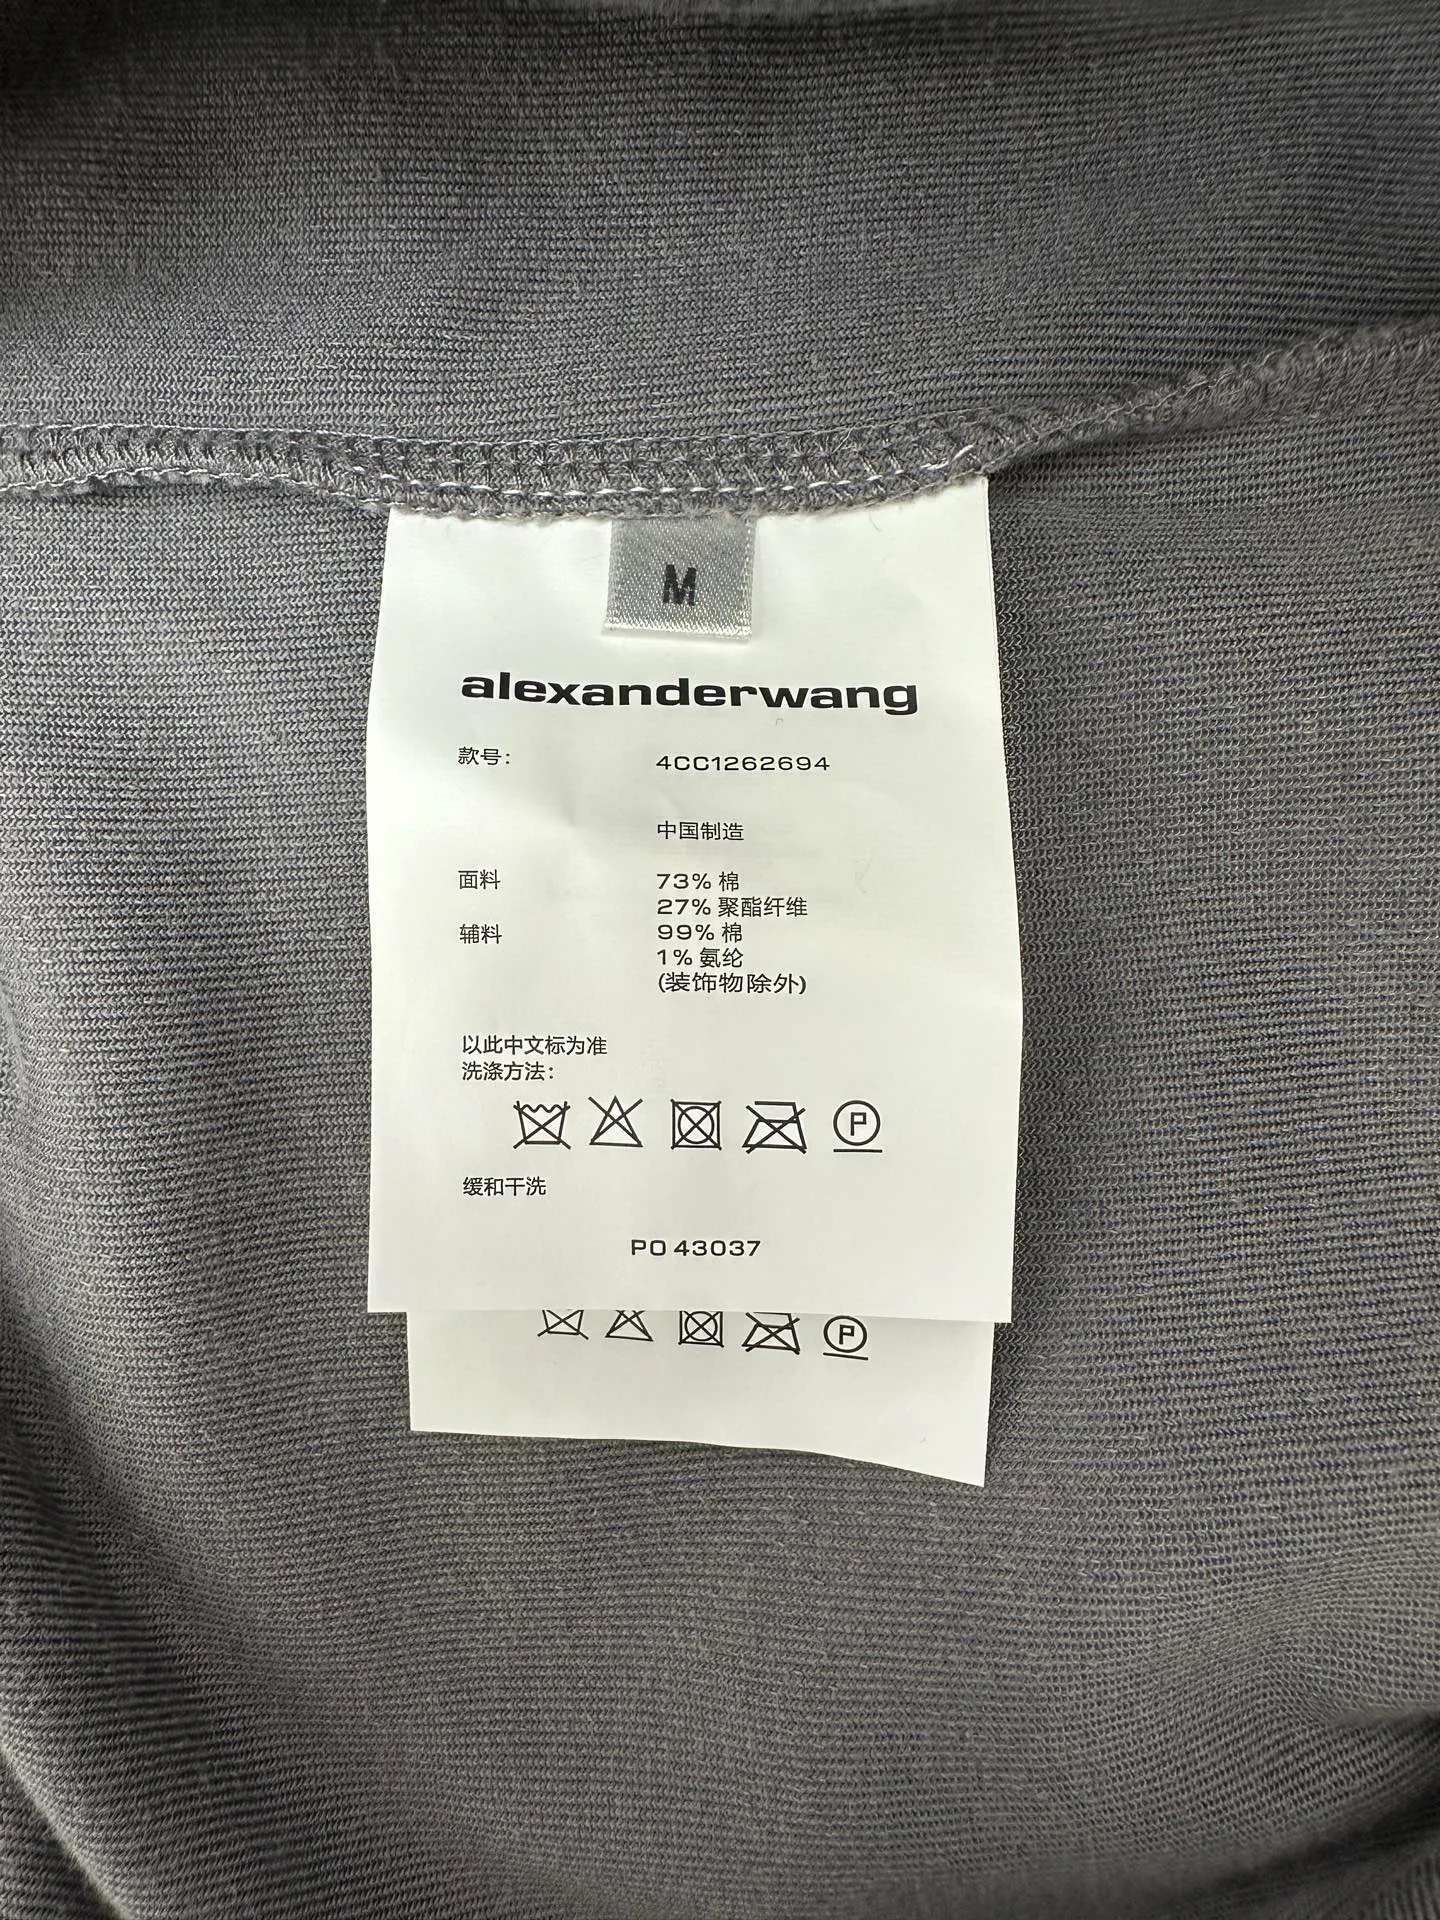 M
alexanderwang
款号： 4CC1262694
中国制造
面料 73% 棉
27% 聚酯纤维
辅料 99% 棉
1% 氨纶
(装饰物除外)
以此中文标为准
洗涤方法：
P
缓和干洗
PO 43037
P